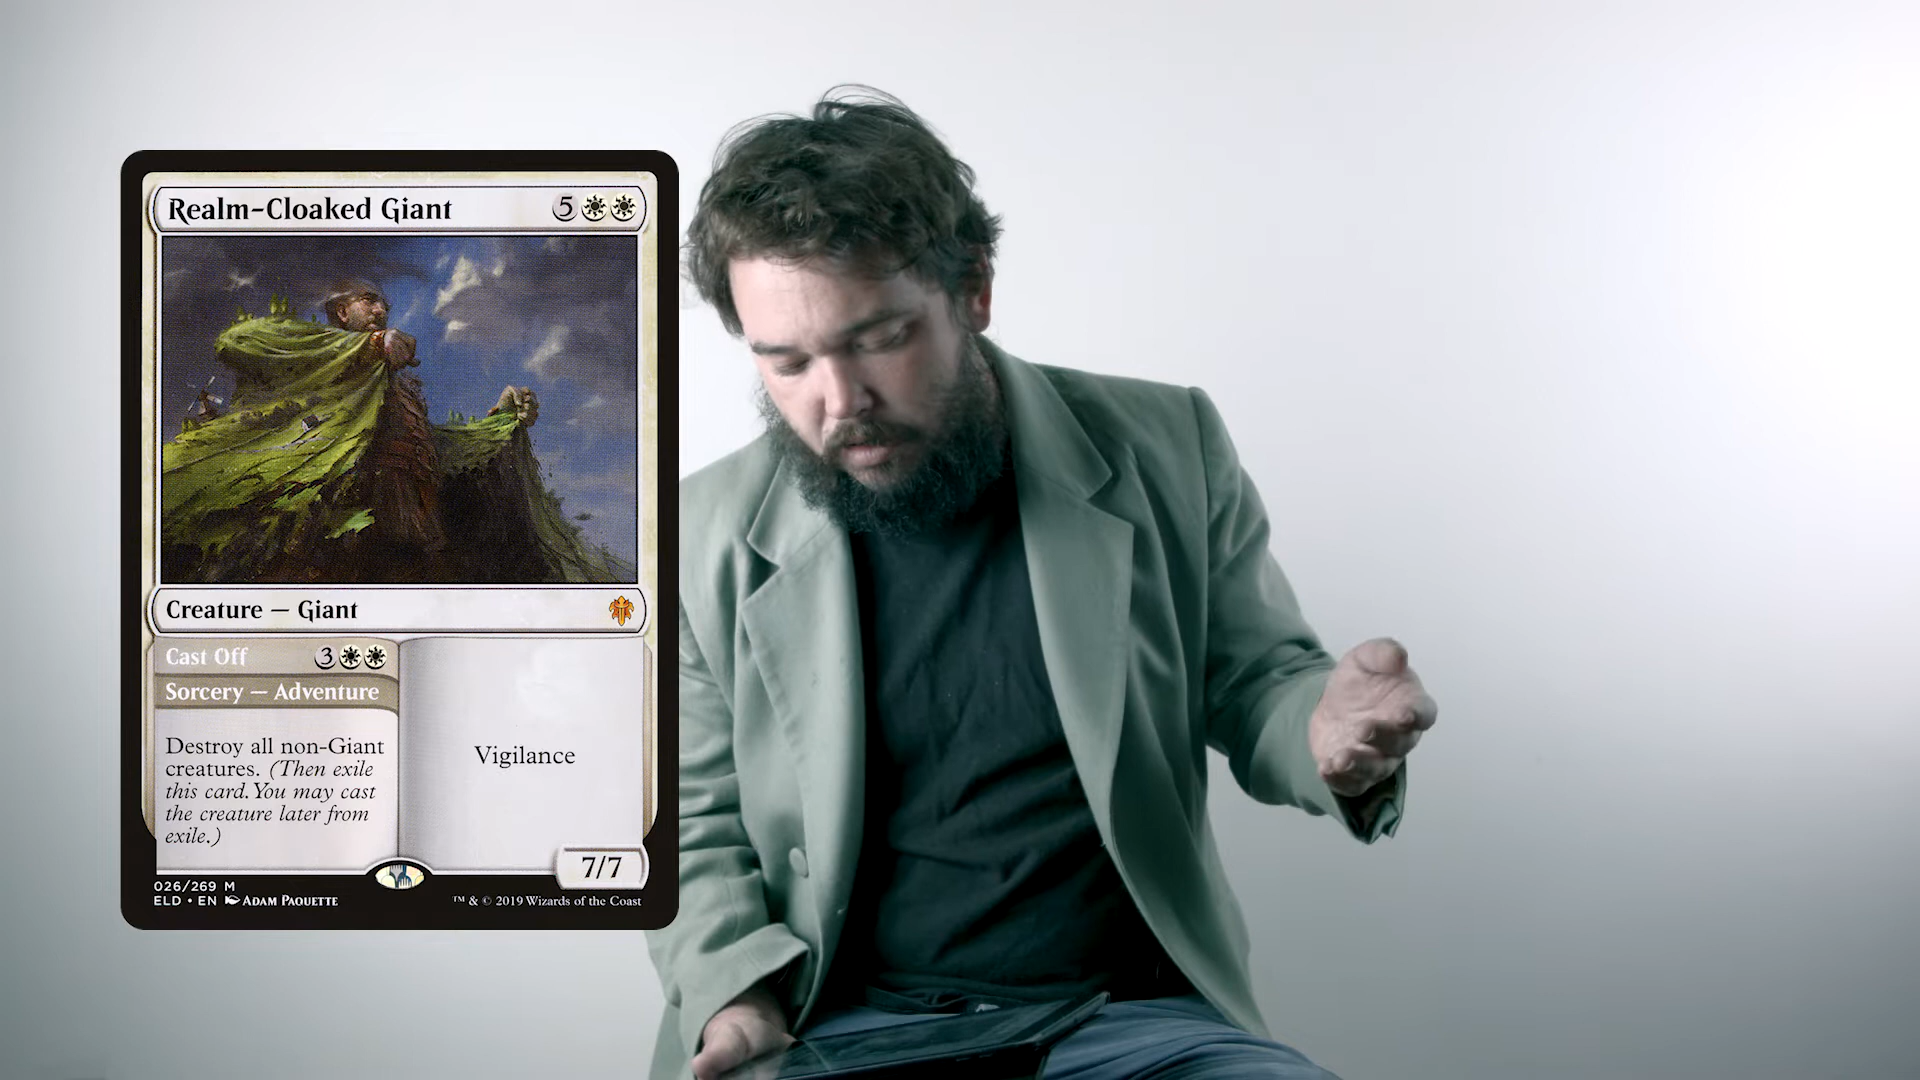 Realm-Cloaked Giant 5
Creature — Giant
Cast Off 3
Sorcery — Adventure
Destroy all non-Giant
creatures. (Then exile
this card. You may cast
the creature later from
exile.)
Vigilance
7/7
026/269 M
ELD • EN ADAM PAQUETTE
™ & © 2019 Wizards of the Coast